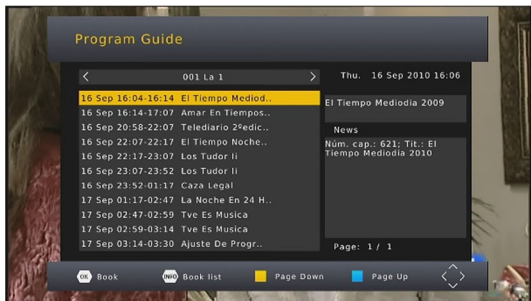 Program Guide
< 001 La 1 >
Thu. 16 Sep 2010 16:06
16 Sep 16:04-16:14 El Tiempo Mediod..
16 Sep 16:14-17:07 Amar En Tiempos..
16 Sep 20:58-22:07 Telediario 2ªedic..
16 Sep 22:07-22:17 El Tiempo Noche..
16 Sep 22:17-23:07 Los Tudor Ii
16 Sep 23:07-23:52 Los Tudor Ii
16 Sep 23:52-01:17 Caza Legal
17 Sep 01:17-02:47 La Noche En 24 H..
17 Sep 02:47-02:59 Tve Es Musica
17 Sep 02:59-03:14 Tve Es Musica
17 Sep 03:14-03:30 Ajuste De Progr..
El Tiempo Mediodia 2009
News
Núm. cap.: 621; Tit.: El
Tiempo Mediodia 2010
Page: 1 / 1
OK Book
INFO Book list
Page Down
Page Up